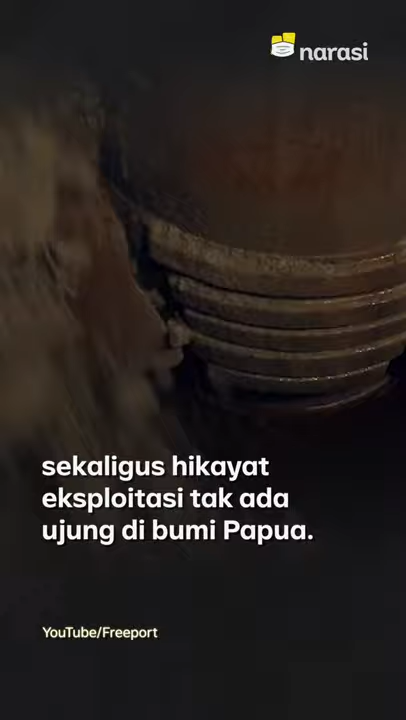 narasi
sekaligus hikayat
eksploitasi tak ada
ujung di bumi Papua.
YouTube/Freeport